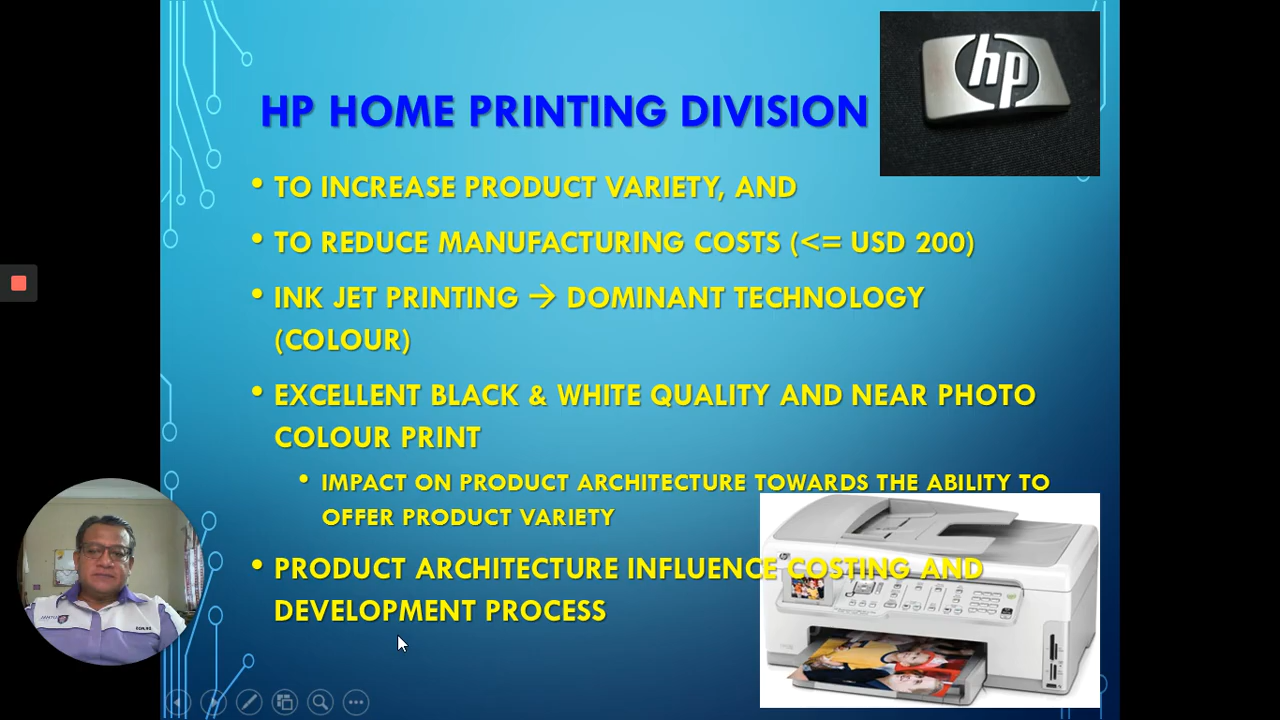 hp
HP HOME PRINTING DIVISION
• TO INCREASE PRODUCT VARIETY, AND
• TO REDUCE MANUFACTURING COSTS (<= USD 200)
• INK JET PRINTING → DOMINANT TECHNOLOGY
(COLOUR)
• EXCELLENT BLACK & WHITE QUALITY AND NEAR PHOTO
COLOUR PRINT
• IMPACT ON PRODUCT ARCHITECTURE TOWARDS THE ABILITY TO
OFFER PRODUCT VARIETY
• PRODUCT ARCHITECTURE INFLUENCE COSTING AND
DEVELOPMENT PROCESS